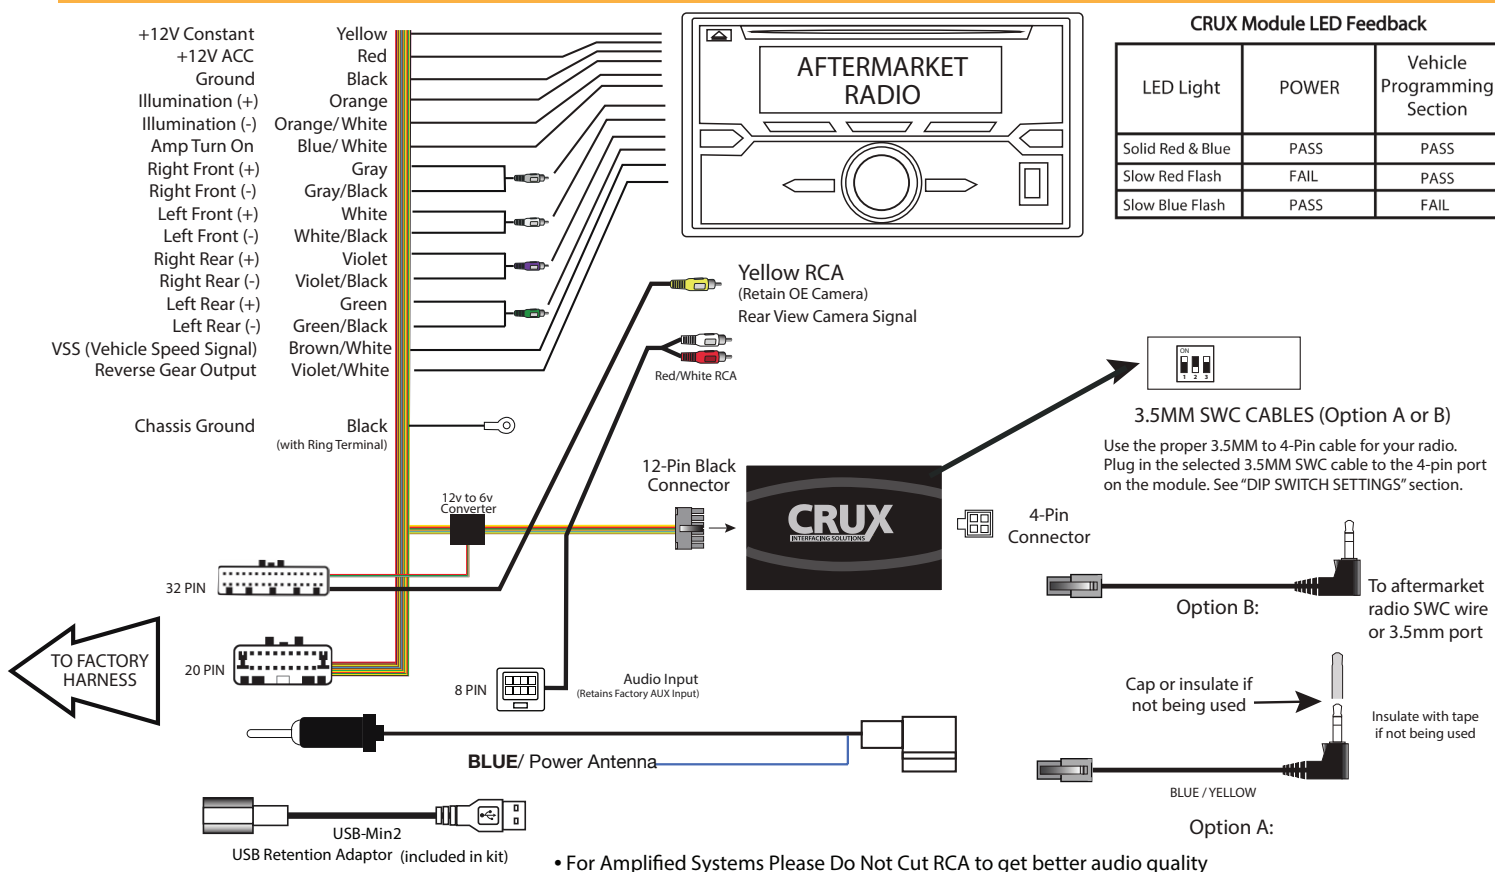 +12V Constant Yellow
+12V ACC Red
Ground Black
Illumination (+) Orange
Illumination (-) Orange/ White
Amp Turn On Blue/ White
Right Front (+) Gray
Right Front (-) Gray/Black
Left Front (+) White
Left Front (-) White/Black
Right Rear (+) Violet
Right Rear (-) Violet/Black
Left Rear (+) Green
Left Rear (-) Green/Black
VSS (Vehicle Speed Signal) Brown/White
Reverse Gear Output Violet/White
Chassis Ground Black
(with Ring Terminal)
AFTERMARKET
RADIO
CRUX Module LED Feedback
LED Light POWER Vehicle
Programming
Section
Solid Red & Blue PASS PASS
Slow Red Flash FAIL PASS
Slow Blue Flash PASS FAIL
Yellow RCA
(Retain OE Camera)
Rear View Camera Signal
Red/White RCA
ON
1 2 3
3.5MM SWC CABLES (Option A or B)
Use the proper 3.5MM to 4-Pin cable for your radio.
Plug in the selected 3.5MM SWC cable to the 4-pin port
on the module. See “DIP SWITCH SETTINGS” section.
12-Pin Black
Connector
12v to 6v
Converter
CRUX
INTERFACING SOLUTIONS
4-Pin
Connector
32 PIN
Option B:
To aftermarket
radio SWC wire
or 3.5mm port
TO FACTORY
HARNESS
20 PIN
8 PIN
Audio Input
(Retains Factory AUX Input)
Cap or insulate if
not being used
Insulate with tape
if not being used
BLUE/ Power Antenna
BLUE / YELLOW
Option A:
USB-Min2
USB Retention Adaptor (included in kit)
• For Amplified Systems Please Do Not Cut RCA to get better audio quality